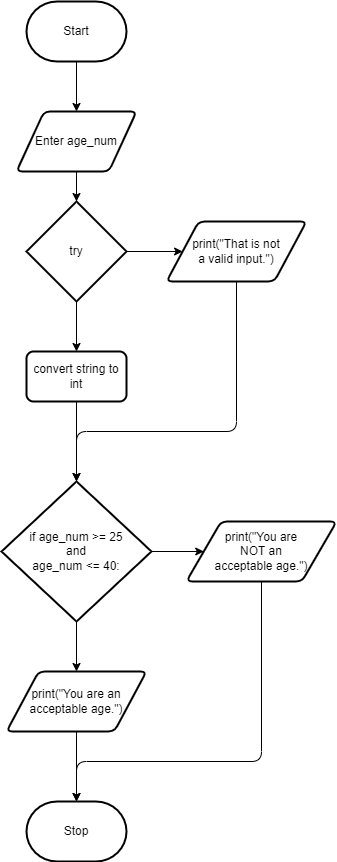 Start
Enter age_num
try
print("That is not
a valid input.")
convert string to
int
if age_num >= 25
and
age_num <= 40:
print("You are
NOT an
acceptable age.")
print("You are an
acceptable age.")
Stop